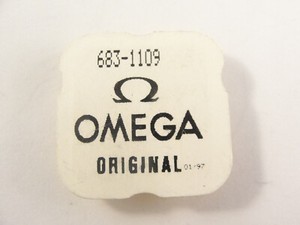 683-1109
Ω
OMEGA
ORIGINAL 01-97